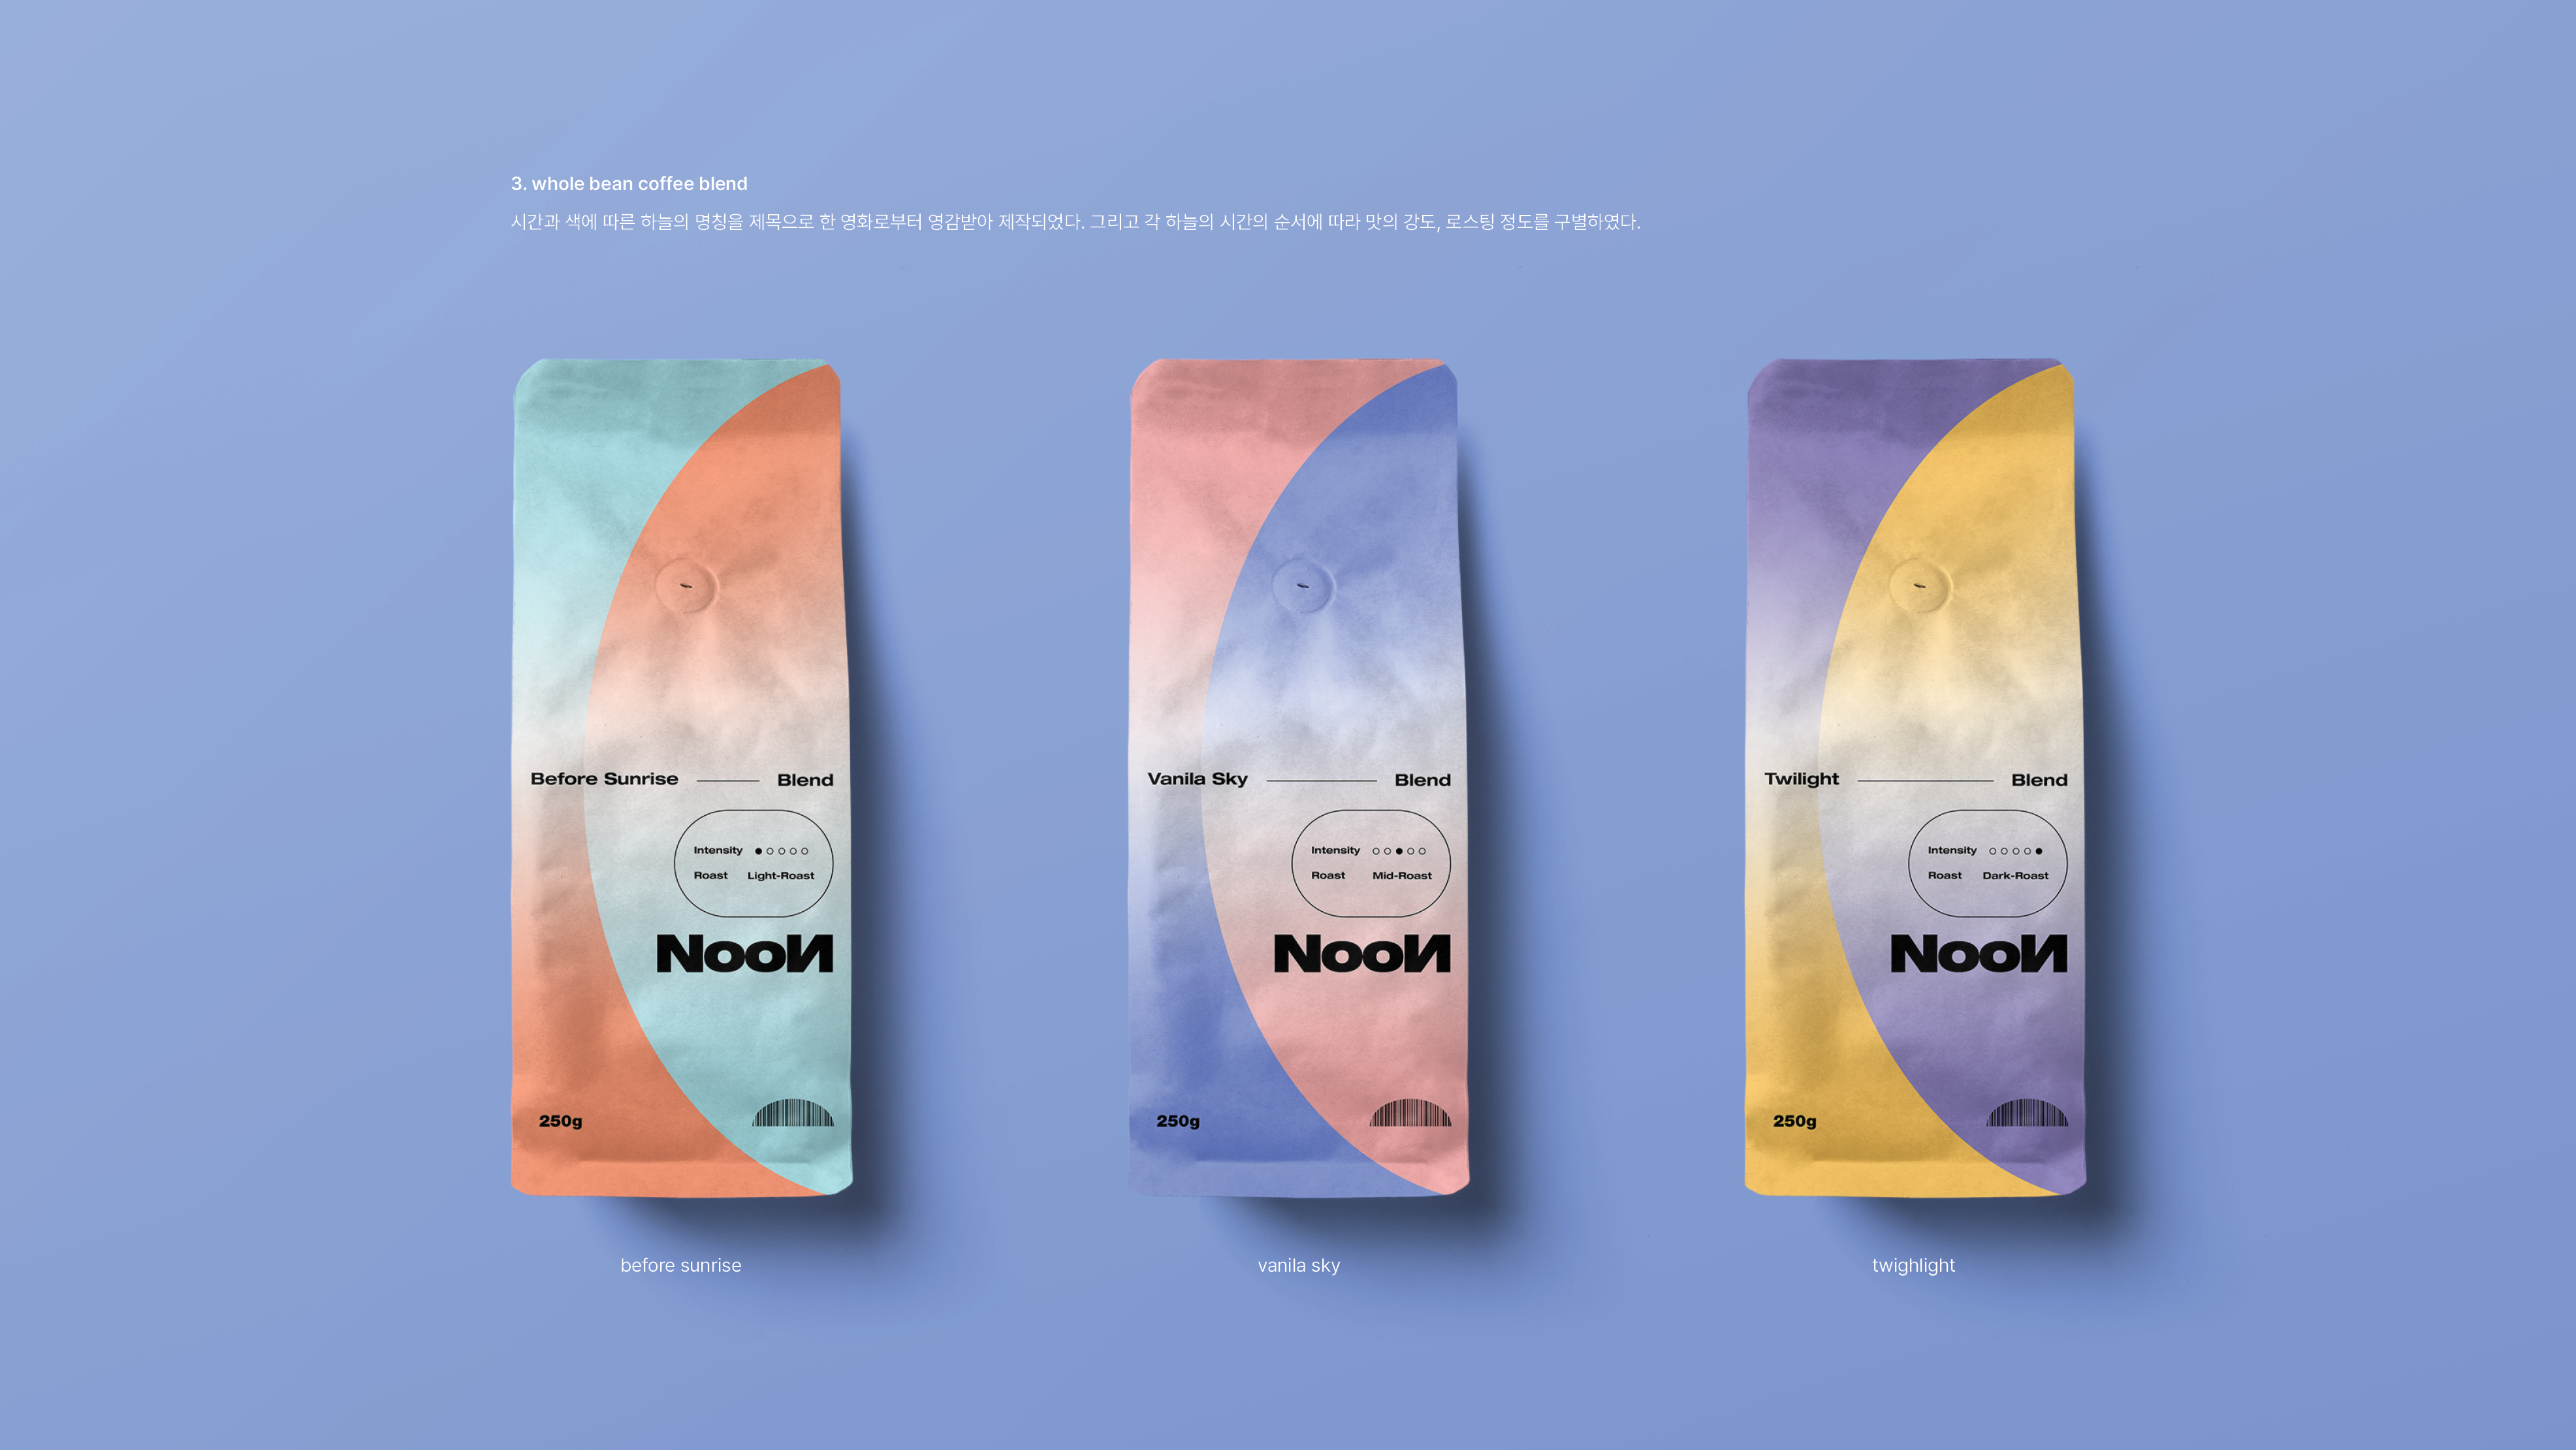 3. whole bean coffee blend
시간과 색에 따른 하늘의 명칭을 제목으로 한 영화로부터 영감받아 제작되었다. 그리고 각 하늘의 시간의 순서에 따라 맛의 강도, 로스팅 정도를 구별하였다.
Before Sunrise Blend
Intensity
Roast Light-Roast
NooN
250g
before sunrise
Vanila Sky Blend
Intensity
Roast Mid-Roast
NooN
250g
vanila sky
Twilight Blend
Intensity
Roast Dark-Roast
NooN
250g
twighlight